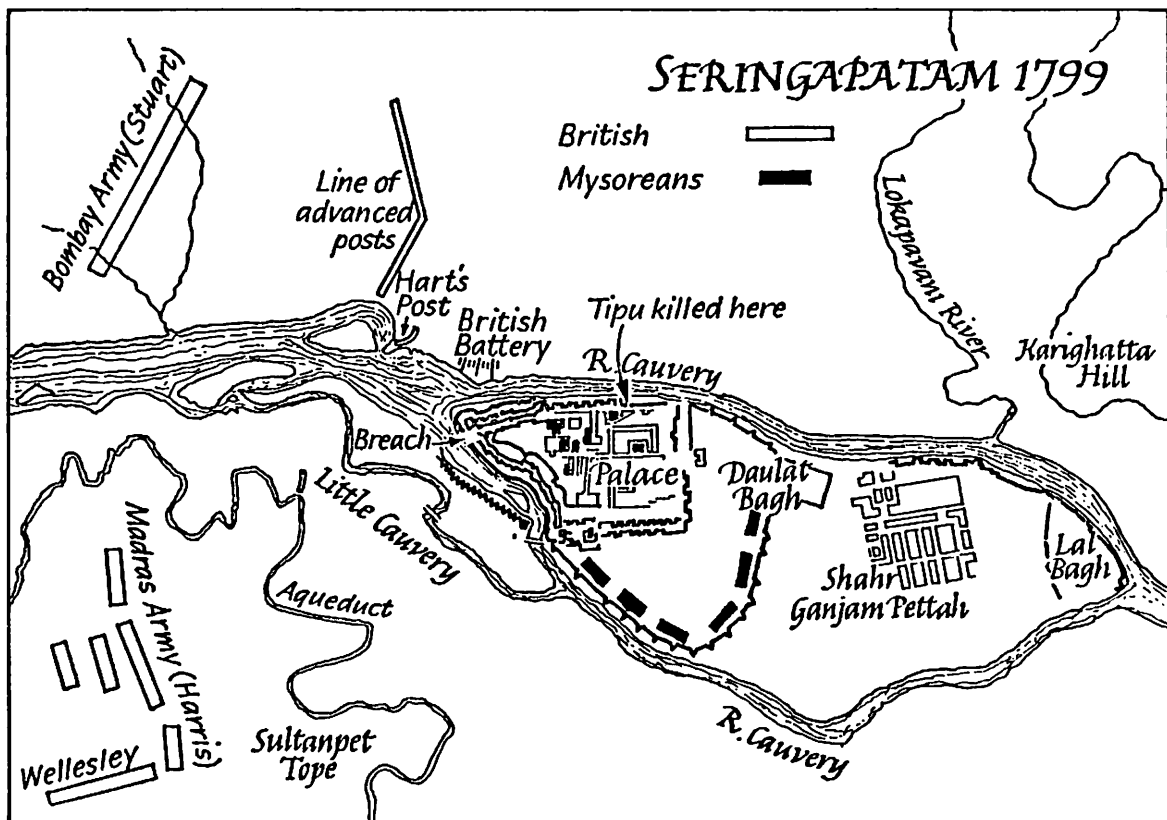 SERINGAPATAM 1799
British
Mysoreans
Bombay Army (Stuart)
Line of
advanced
posts
Hart's
Post
British
Battery
Tipu killed here
R. Cauvery
Lokapavani River
Karighatta
Hill
Breach
Palace
Daulat
Bagh
Little Cauvery
Shahr
Ganjam Pettah
Lal
Bagh
Madras Army (Harris)
Aqueduct
Wellesley
Sultanpet
Tope
R. Cauvery